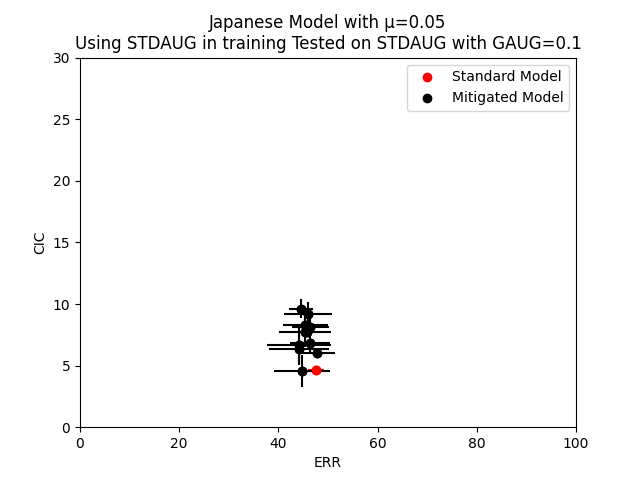 Japanese Model with μ=0.05
Using STDAUG in training Tested on STDAUG with GAUG=0.1
Standard Model
Mitigated Model
30
25
20
15
10
5
0
CIC
0 20 40 60 80 100
ERR